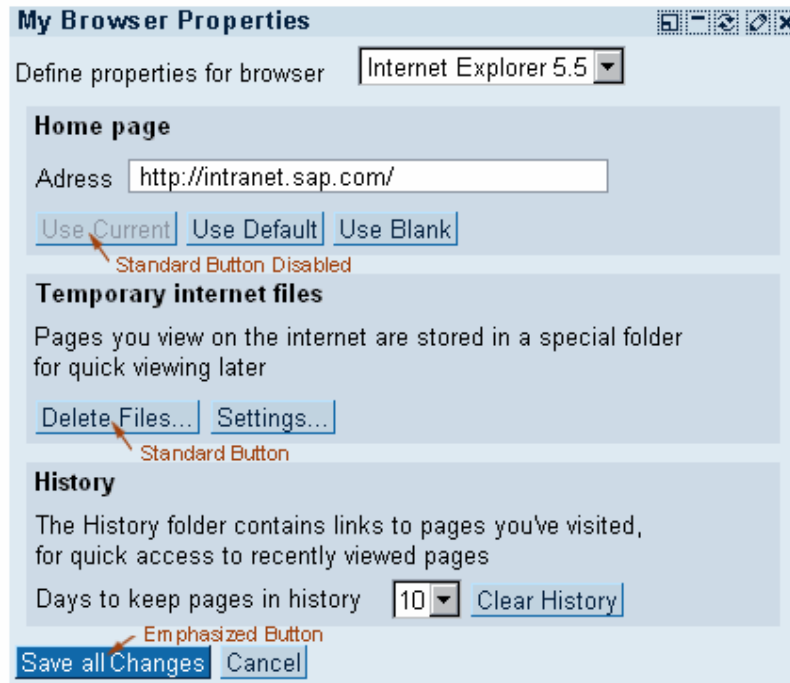 My Browser Properties
Define properties for browser Internet Explorer 5.5
Home page
Adress http://intranet.sap.com/
Use Current Use Default Use Blank
Standard Button Disabled
Temporary internet files
Pages you view on the internet are stored in a special folder
for quick viewing later
Delete Files... Settings...
Standard Button
History
The History folder contains links to pages you've visited,
for quick access to recently viewed pages
Days to keep pages in history 10 Clear History
Emphasized Button
Save all Changes Cancel